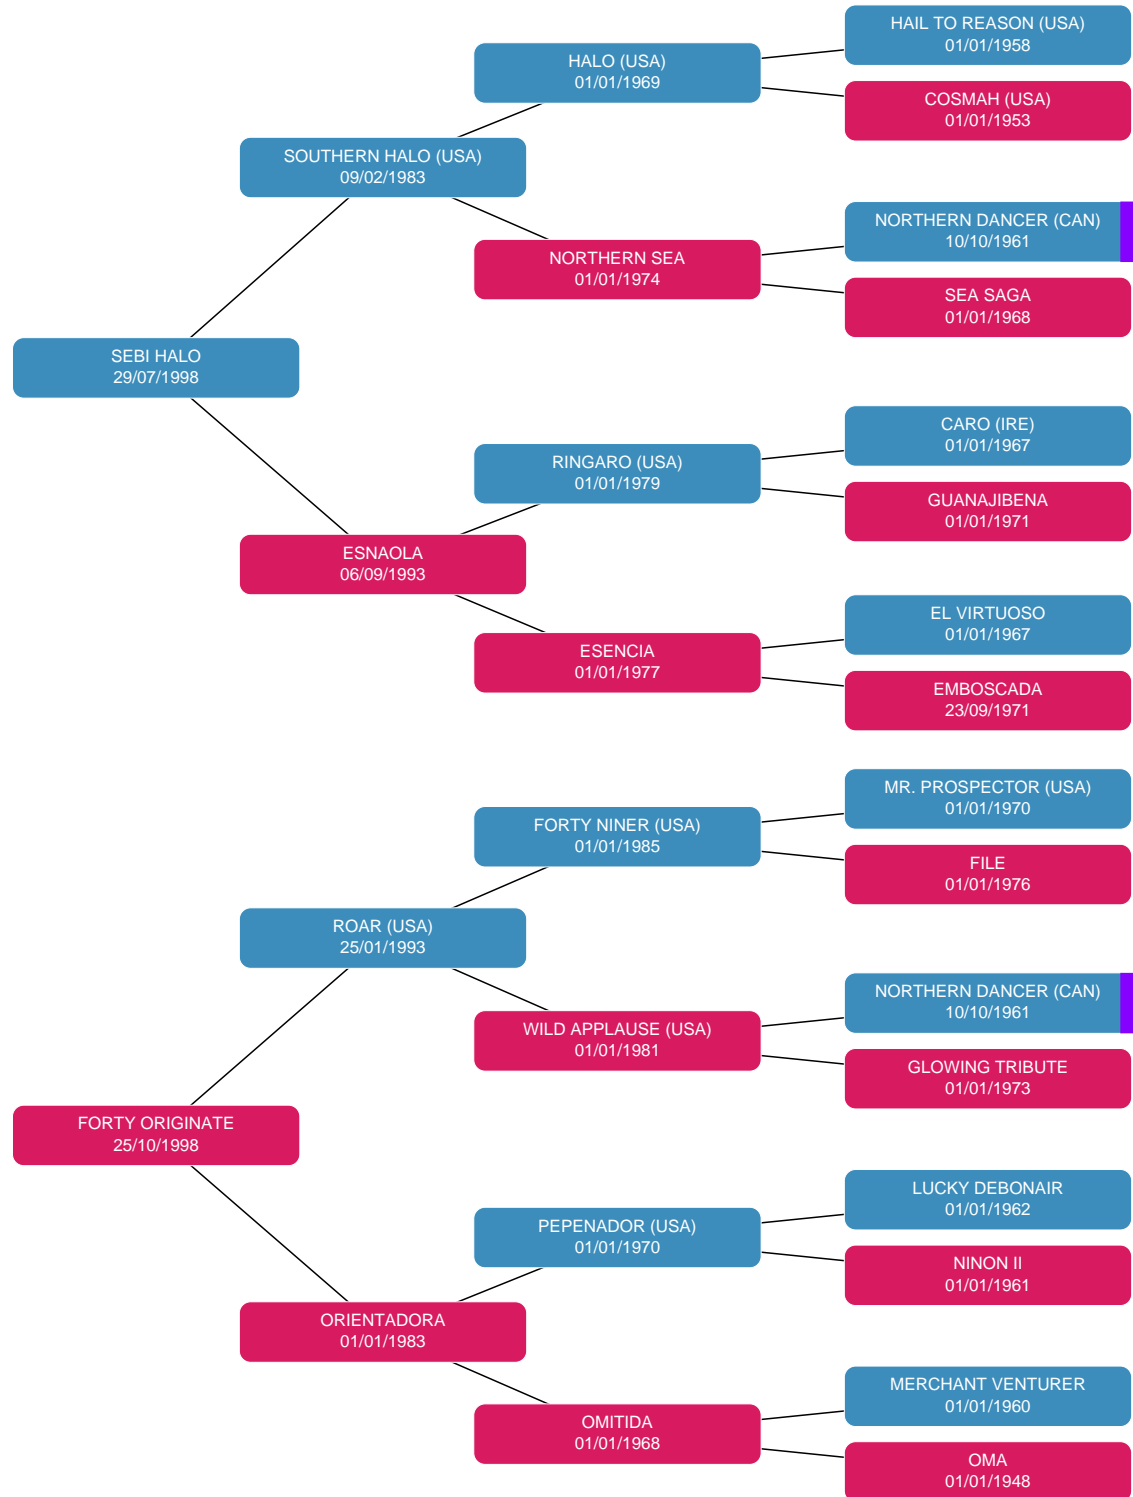 HAIL TO REASON (USA)
01/01/1958
HALO (USA)
01/01/1969
COSMAH (USA)
01/01/1953
SOUTHERN HALO (USA)
09/02/1983
NORTHERN DANCER (CAN)
10/10/1961
NORTHERN SEA
01/01/1974
SEA SAGA
01/01/1968
SEBI HALO
29/07/1998
CARO (IRE)
01/01/1967
RINGARO (USA)
01/01/1979
GUANAJIBENA
01/01/1971
ESNAOLA
06/09/1993
EL VIRTUOSO
01/01/1967
ESENCIA
01/01/1977
EMBOSCADA
23/09/1971
MR. PROSPECTOR (USA)
01/01/1970
FORTY NINER (USA)
01/01/1985
FILE
01/01/1976
ROAR (USA)
25/01/1993
NORTHERN DANCER (CAN)
10/10/1961
WILD APPLAUSE (USA)
01/01/1981
GLOWING TRIBUTE
01/01/1973
FORTY ORIGINATE
25/10/1998
LUCKY DEBONAIR
01/01/1962
PEPENADOR (USA)
01/01/1970
NINON II
01/01/1961
ORIENTADORA
01/01/1983
MERCHANT VENTURER
01/01/1960
OMITIDA
01/01/1968
OMA
01/01/1948